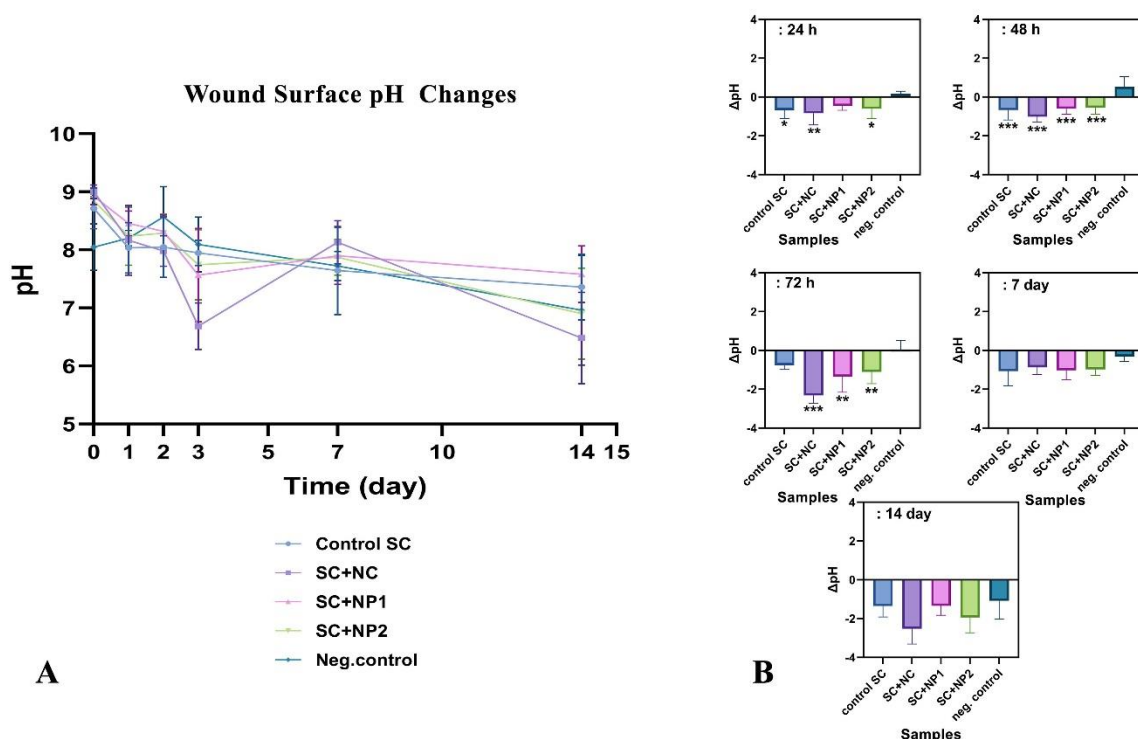 Wound Surface pH Changes
pH
10
9
8
7
6
5
0 1 2 3 5 7 10 14 15
Time (day)
Control SC
SC+NC
SC+NP1
SC+NP2
Neg.control
A
: 24 h
ΔpH
4
2
0
-2
-4
* ** *
control SC
SC+NC
SC+NP1
SC+NP2
neg. control
Samples
: 48 h
ΔpH
4
2
0
-2
-4
*** *** *** ***
control SC
SC+NC
SC+NP1
SC+NP2
neg. control
Samples
: 72 h
ΔpH
4
2
0
-2
-4
*** ** **
control SC
SC+NC
SC+NP1
SC+NP2
neg. control
Samples
: 7 day
ΔpH
4
2
0
-2
-4
control SC
SC+NC
SC+NP1
SC+NP2
neg. control
Samples
: 14 day
ΔpH
4
2
0
-2
-4
control SC
SC+NC
SC+NP1
SC+NP2
neg. control
Samples
B